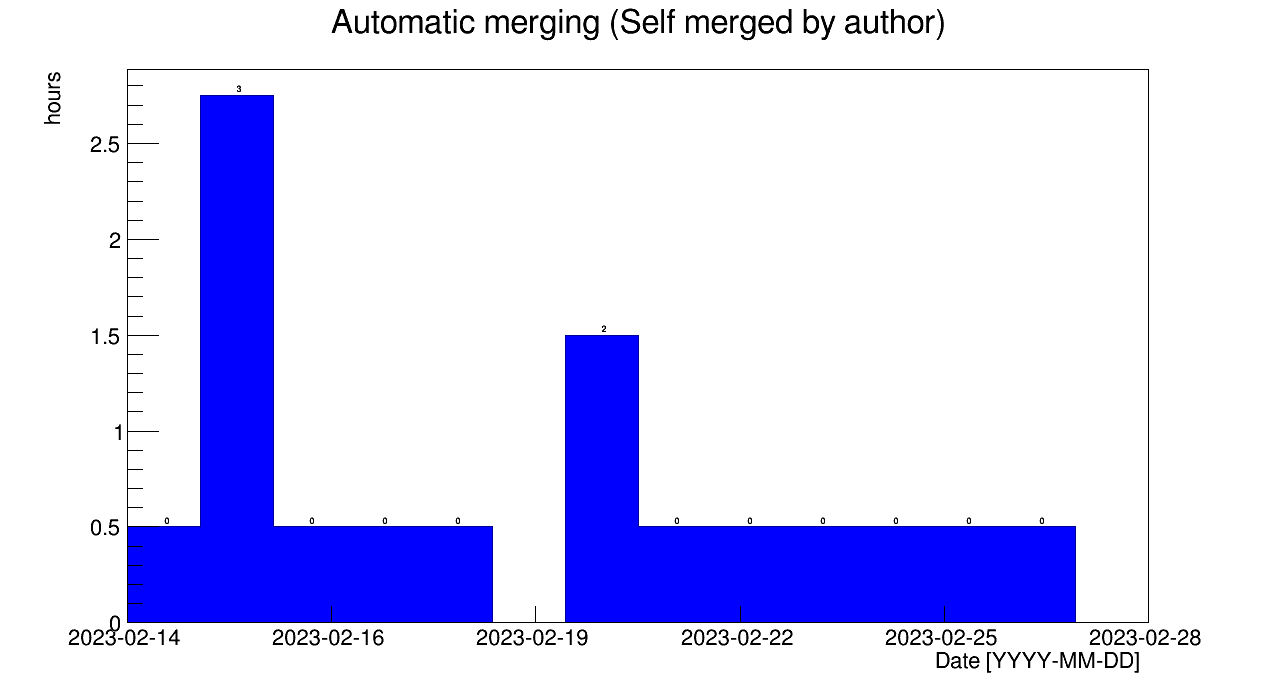 Automatic merging (Self merged by author)
hours
3
2.5
2
2
1.5
1
0 0 0 0 0 0 0 0 0 0
0.5
0
2023-02-14 2023-02-16 2023-02-19 2023-02-22 2023-02-25 2023-02-28
Date [YYYY-MM-DD]